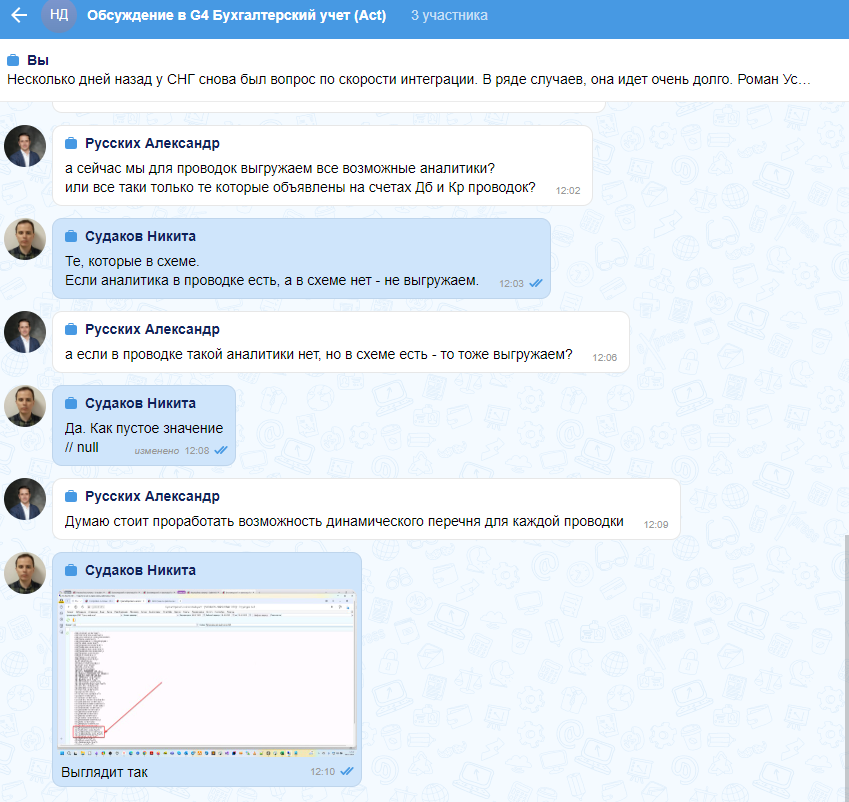 НД Обсуждение в G4 Бухгалтерский учет (Act) 3 участника
Вы
Несколько дней назад у СНГ снова был вопрос по скорости интеграции. В ряде случаев, она идет очень долго. Роман Ус…
Русских Александр
а сейчас мы для проводок выгружаем все возможные аналитики?
или все таки только те которые объявлены на счетах Дб и Кр проводок? 12:02
Судаков Никита
Те, которые в схеме.
Если аналитика в проводке есть, а в схеме нет - не выгружаем. 12:03
Русских Александр
а если в проводке такой аналитики нет, но в схеме есть - то тоже выгружаем? 12:06
Судаков Никита
Да. Как пустое значение
// null изменено 12:08
Русских Александр
Думаю стоит проработать возможность динамического перечня для каждой проводки 12:09
Судаков Никита
Выглядит так 12:10